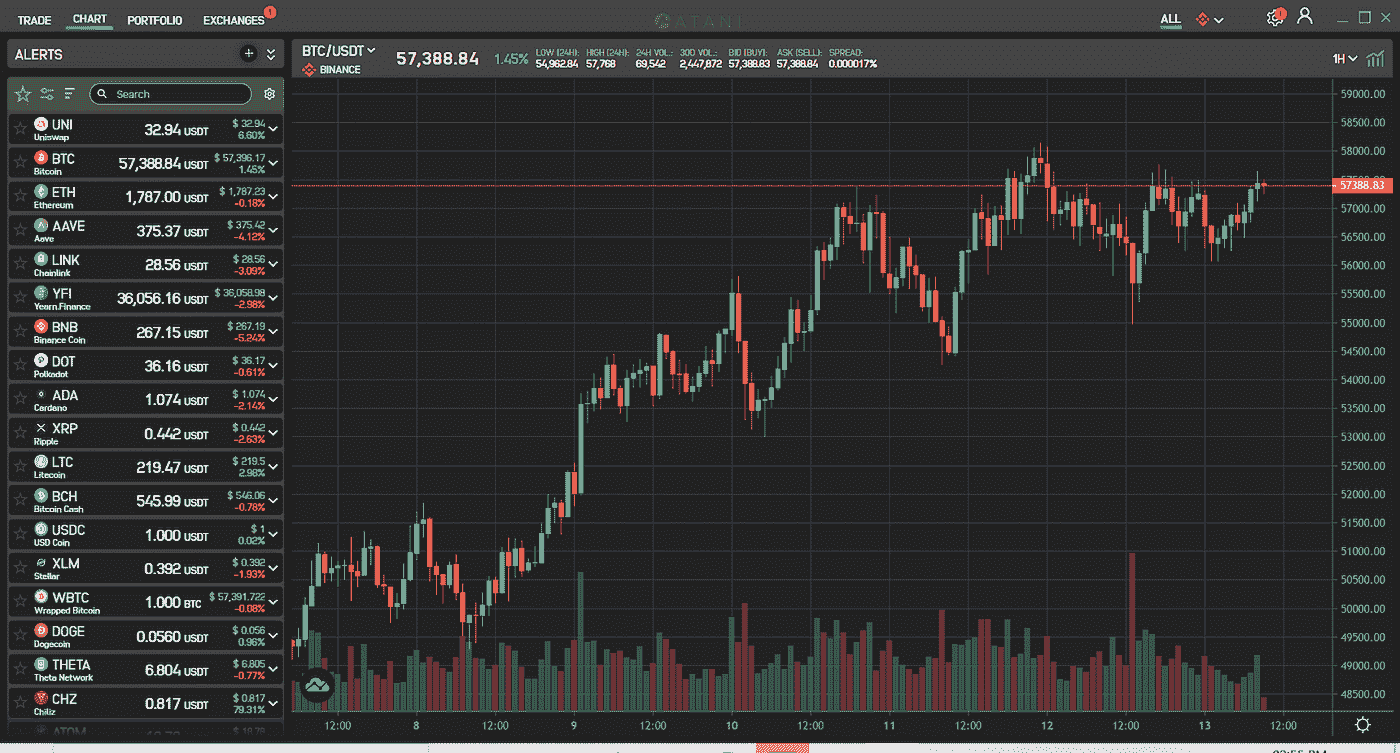 TRADE CHART PORTFOLIO EXCHANGES 1
ATANI
ALL
1
ALERTS
BTC/USDT
BINANCE
57,388.84 1.45%
LOW (24H): HIGH (24H): 24H VOL.: 30D VOL.: BID (BUY): ASK (SELL): SPREAD:
54,962.84 57,768 69,542 2,447,872 57,388.83 57,388.84 0.000017%
1H
Search
UNI 32.94 USDT $ 32.94
Uniswap 6.60%
BTC 57,388.84 USDT $ 57,396.17
Bitcoin 1.45%
ETH 1,787.00 USDT $ 1,787.23
Ethereum -0.18%
AAVE 375.37 USDT $ 375.42
Aave -4.12%
LINK 28.56 USDT $ 28.56
Chainlink -3.09%
YFI 36,056.16 USDT $ 36,058.98
Yearn.Finance -2.98%
BNB 267.15 USDT $ 267.19
Binance Coin -5.24%
DOT 36.16 USDT $ 36.17
Polkadot -0.61%
ADA 1.074 USDT $ 1.074
Cardano -2.14%
XRP 0.442 USDT $ 0.442
Ripple -2.63%
LTC 219.47 USDT $ 219.5
Litecoin 2.98%
BCH 545.99 USDT $ 546.06
Bitcoin Cash -0.78%
USDC 1.000 USDT $ 1
USD Coin 0.02%
XLM 0.392 USDT $ 0.392
Stellar -1.93%
WBTC 1.000 BTC $ 57,391.722
Wrapped Bitcoin -0.08%
DOGE 0.0560 USDT $ 0.056
Dogecoin 0.96%
THETA 6.804 USDT $ 6.805
Theta Network -0.77%
CHZ 0.817 USDT $ 0.817
Chiliz 79.31%
ATOM
59000.00
58500.00
58000.00
57388.83
57000.00
56500.00
56000.00
55500.00
55000.00
54500.00
54000.00
53500.00
53000.00
52500.00
52000.00
51500.00
51000.00
50500.00
50000.00
49500.00
49000.00
48500.00
12:00 8 12:00 9 12:00 10 12:00 11 12:00 12 12:00 13 12:00